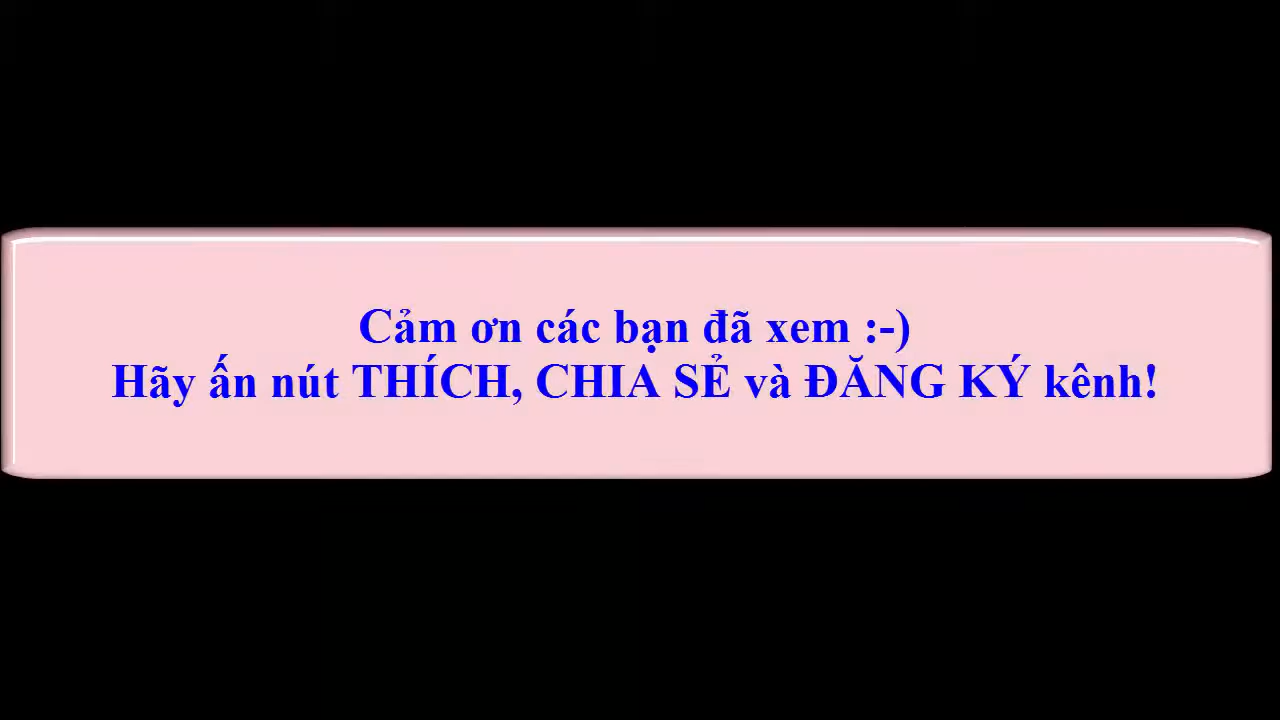 Cảm ơn các bạn đã xem :-)
Hãy ấn nút THÍCH, CHIA SẺ và ĐĂNG KÝ kênh!